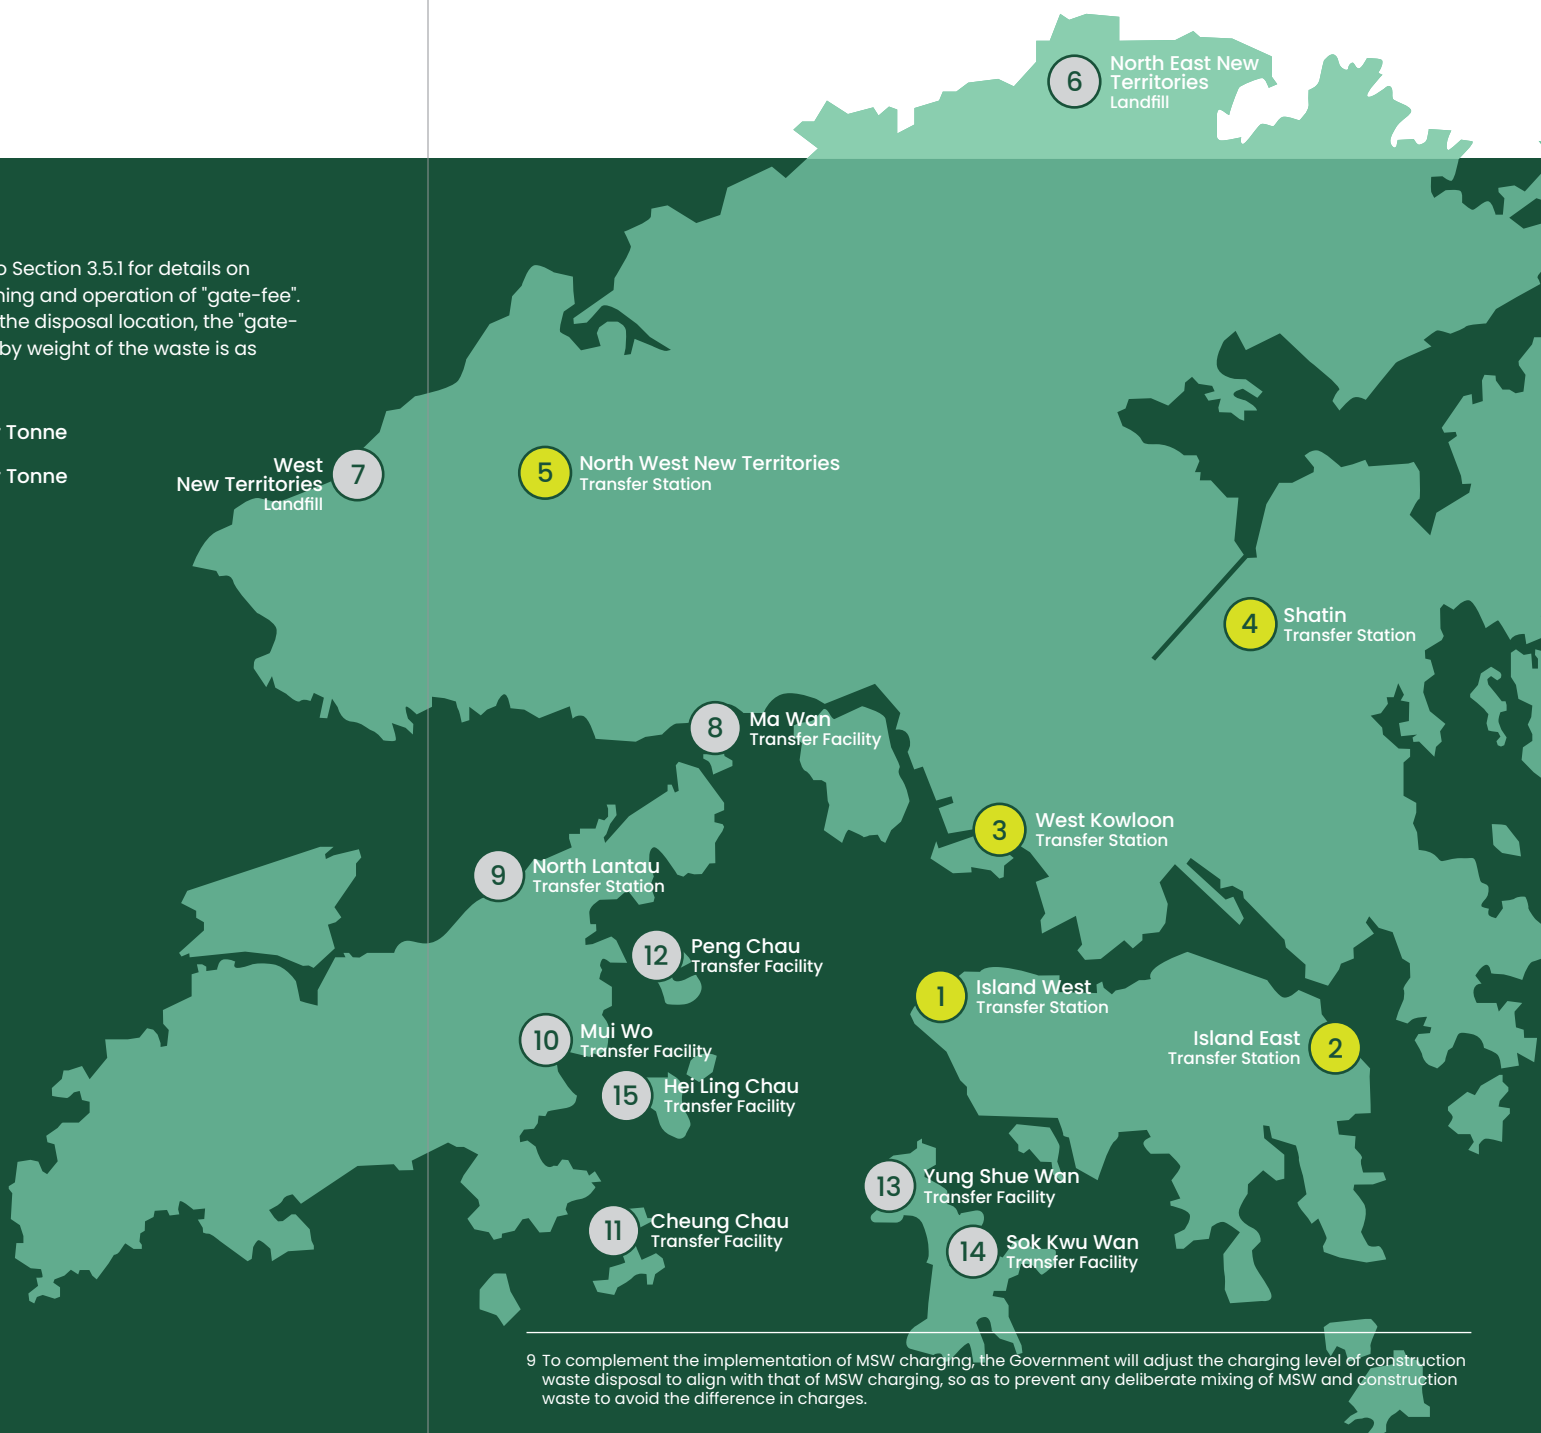 6
North East New
Territories
Landfill
Section 3.5.1 for details on
and operation of "gate-fee".
the disposal location, the "gate-
by weight of the waste is as
Tonne
Tonne
West
New Territories
Landfill
7
5
North West New Territories
Transfer Station
4
Shatin
Transfer Station
8
Ma Wan
Transfer Facility
3
West Kowloon
Transfer Station
9
North Lantau
Transfer Station
12
Peng Chau
Transfer Facility
1
Island West
Transfer Station
10
Mui Wo
Transfer Facility
Island East
Transfer Station
2
15
Hei Ling Chau
Transfer Facility
13
Yung Shue Wan
Transfer Facility
11
Cheung Chau
Transfer Facility
14
Sok Kwu Wan
Transfer Facility
9 To complement the implementation of MSW charging, the Government will adjust the charging level of construction
waste disposal to align with that of MSW charging, so as to prevent any deliberate mixing of MSW and construction
waste to avoid the difference in charges.